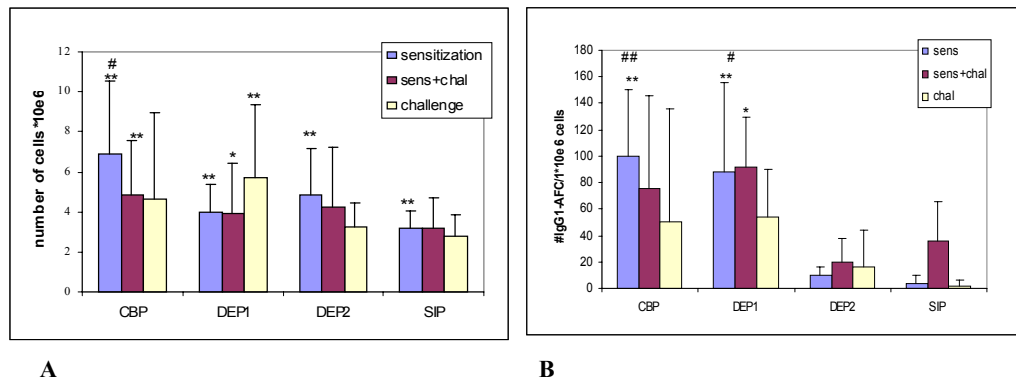 12
10
8
6
4
2
0
number of cells*10e6
#
**
**
**
*
**
**
**
sensitization
sens+chal
challenge
CBP
DEP1
DEP2
SIP
A
180
160
140
120
100
80
60
40
20
0
#IgG1-AFC/1*10e 6 cells
##
**
#
**
*
sens
sens+chal
chal
CBP
DEP1
DEP2
SIP
B